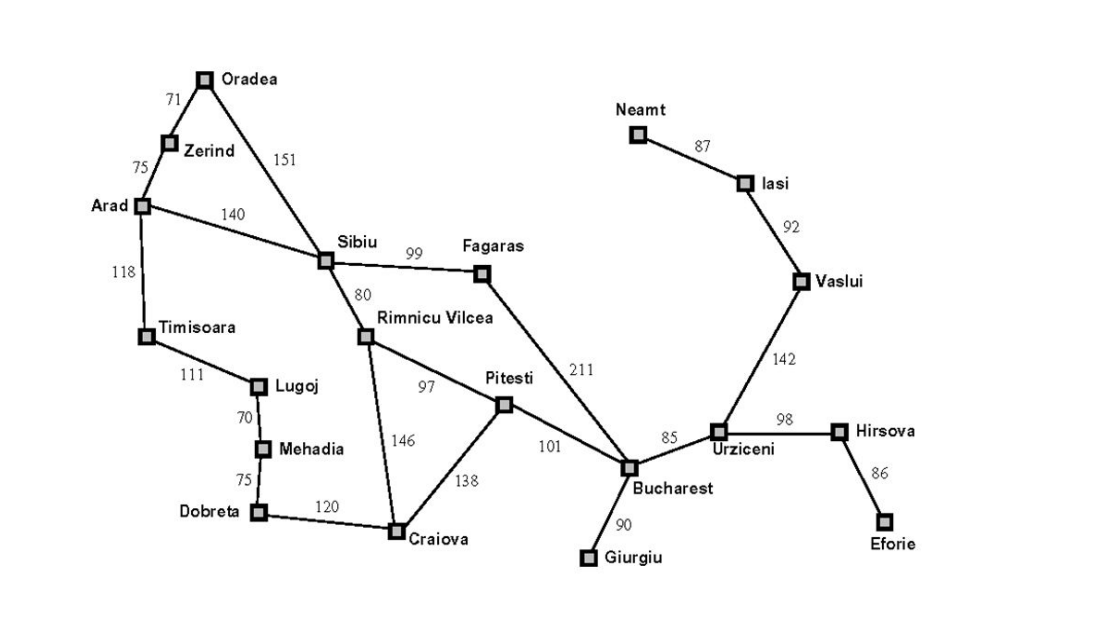 Oradea
71
Neamt
87
Zerind
151
75
Iasi
Arad
140
92
Sibiu
99
Fagaras
118
80
Vaslui
Timisoara
Rimnicu Vilcea
211
142
111
97
Pitesti
Lugoj
70
146
101
85
98
Hirsova
Mehadia
Urziceni
75
138
86
Bucharest
Dobreta
120
90
Craiova
Eforie
Giurgiu